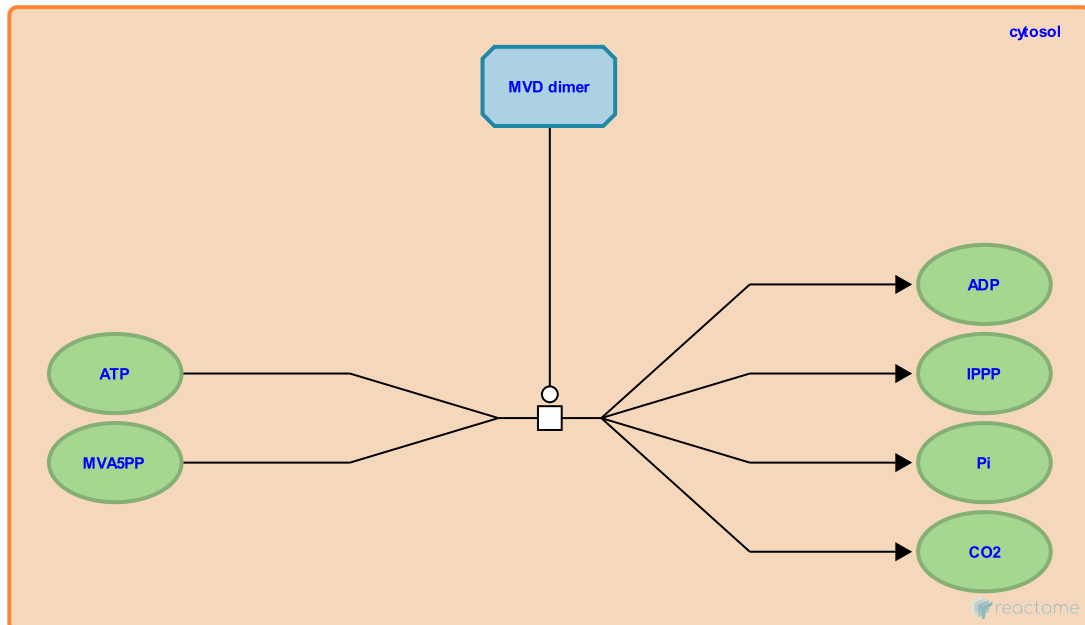 cytosol
MVD dimer
ADP
ATP
IPPP
MVA5PP
Pi
CO2
reactome